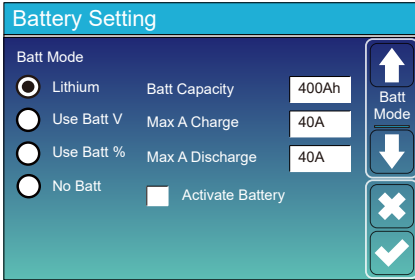 Battery Setting
Batt Mode
Lithium Batt Capacity 400Ah
Use Batt V Max A Charge 40A
Use Batt % Max A Discharge 40A
No Batt Activate Battery
Batt
Mode